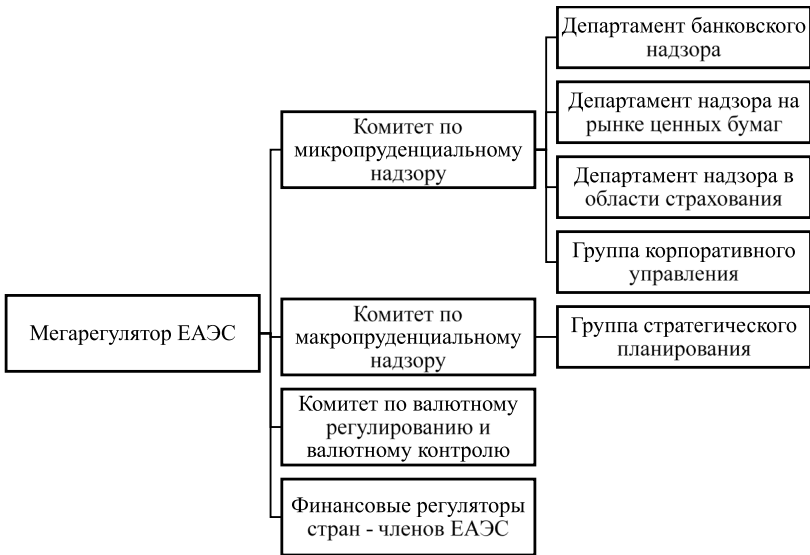 Мегарегулятор ЕАЭС
Комитет по
микропруденциальному
надзору
Департамент банковского
надзора
Департамент надзора на
рынке ценных бумаг
Департамент надзора в
области страхования
Группа корпоративного
управления
Комитет по
макропруденциальному
надзору
Группа стратегического
планирования
Комитет по валютному
регулированию и
валютному контролю
Финансовые регуляторы
стран - членов ЕАЭС